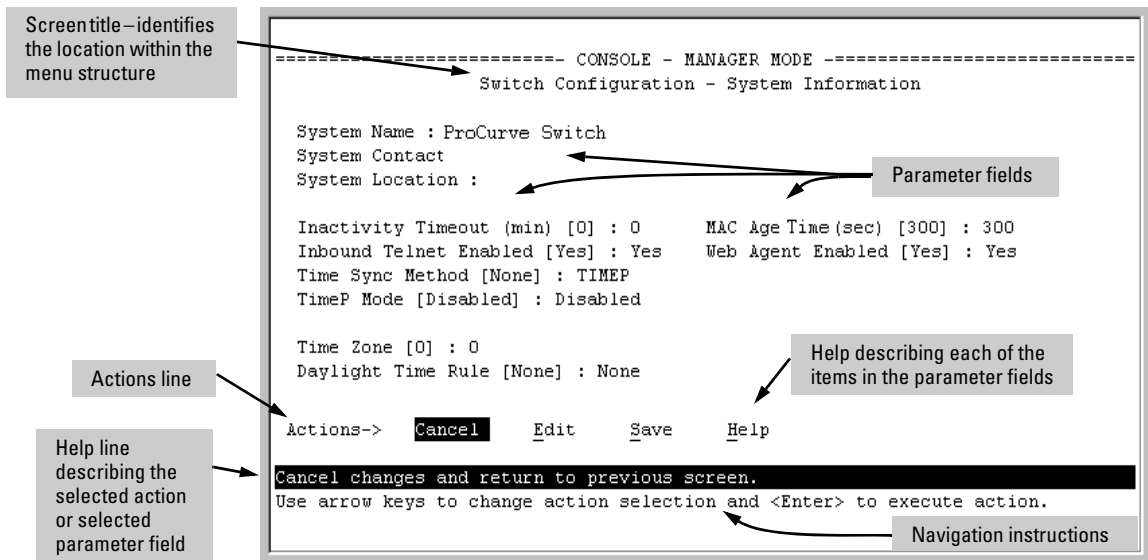 Screen title – identifies
the location within the
menu structure
===========================- CONSOLE - MANAGER MODE -============================
Switch Configuration - System Information
System Name : ProCurve Switch
System Contact
System Location :
Parameter fields
Inactivity Timeout (min) [0] : 0 MAC Age Time (sec) [300] : 300
Inbound Telnet Enabled [Yes] : Yes Web Agent Enabled [Yes] : Yes
Time Sync Method [None] : TIMEP
TimeP Mode [Disabled] : Disabled
Time Zone [0] : 0
Daylight Time Rule [None] : None
Help describing each of the
items in the parameter fields
Actions line
Actions-> Cancel Edit Save Help
Help line
describing the
selected action
or selected
parameter field
Cancel changes and return to previous screen.
Use arrow keys to change action selection and <Enter> to execute action.
Navigation instructions